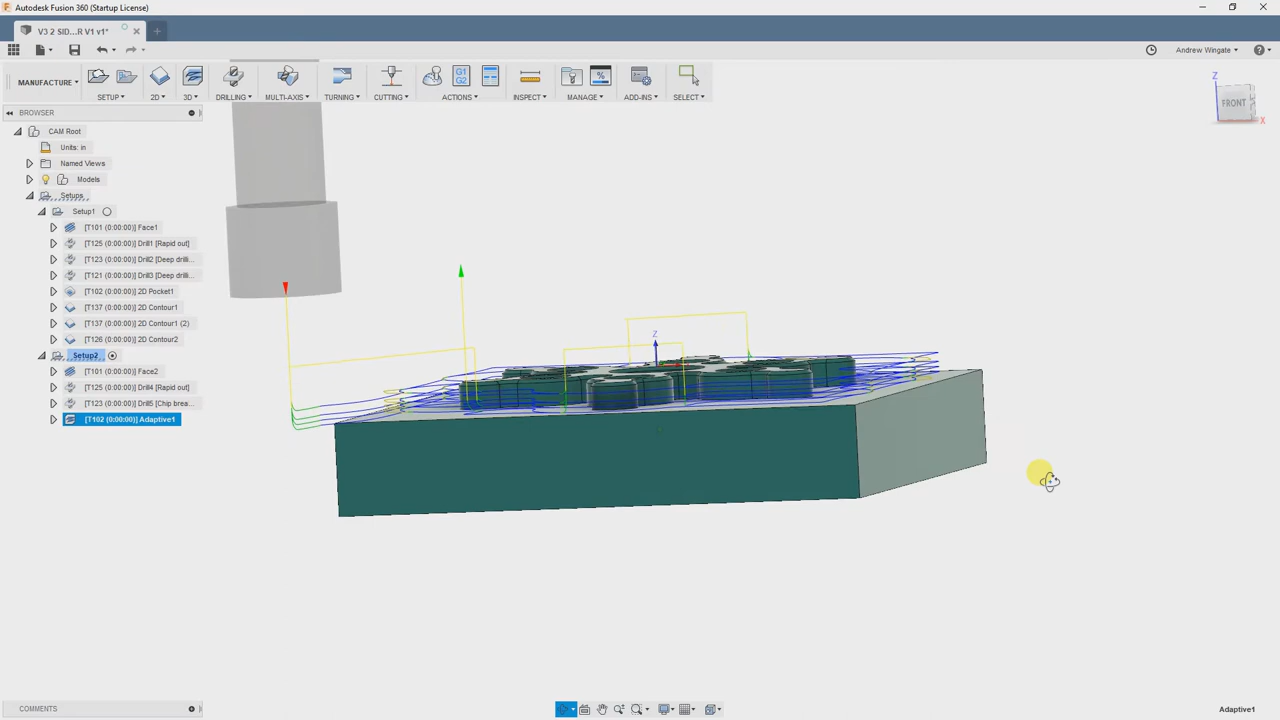 Autodesk Fusion 360 (Startup License)
V3 2 SID...R V1 v1*
Andrew Wingate
MANUFACTURE
SETUP
2D
3D
DRILLING
MULTI-AXIS
TURNING
CUTTING
G1
G2
ACTIONS
INSPECT
%
MANAGE
ADD-INS
SELECT
Z
FRONT
X
BROWSER
CAM Root
Units: in
Named Views
Models
Setups
Setup1
[T101 (0:00:00)] Face1
[T125 (0:00:00)] Drill1 [Rapid out]
[T123 (0:00:00)] Drill2 [Deep drilli...
[T121 (0:00:00)] Drill3 [Deep drilli...
[T102 (0:00:00)] 2D Pocket1
[T137 (0:00:00)] 2D Contour1
[T137 (0:00:00)] 2D Contour1 (2)
[T126 (0:00:00)] 2D Contour2
Setup2
[T101 (0:00:00)] Face2
[T125 (0:00:00)] Drill4 [Rapid out]
[T123 (0:00:00)] Drill5 [Chip brea...
[T102 (0:00:00)] Adaptive1
Z
COMMENTS
Adaptive1